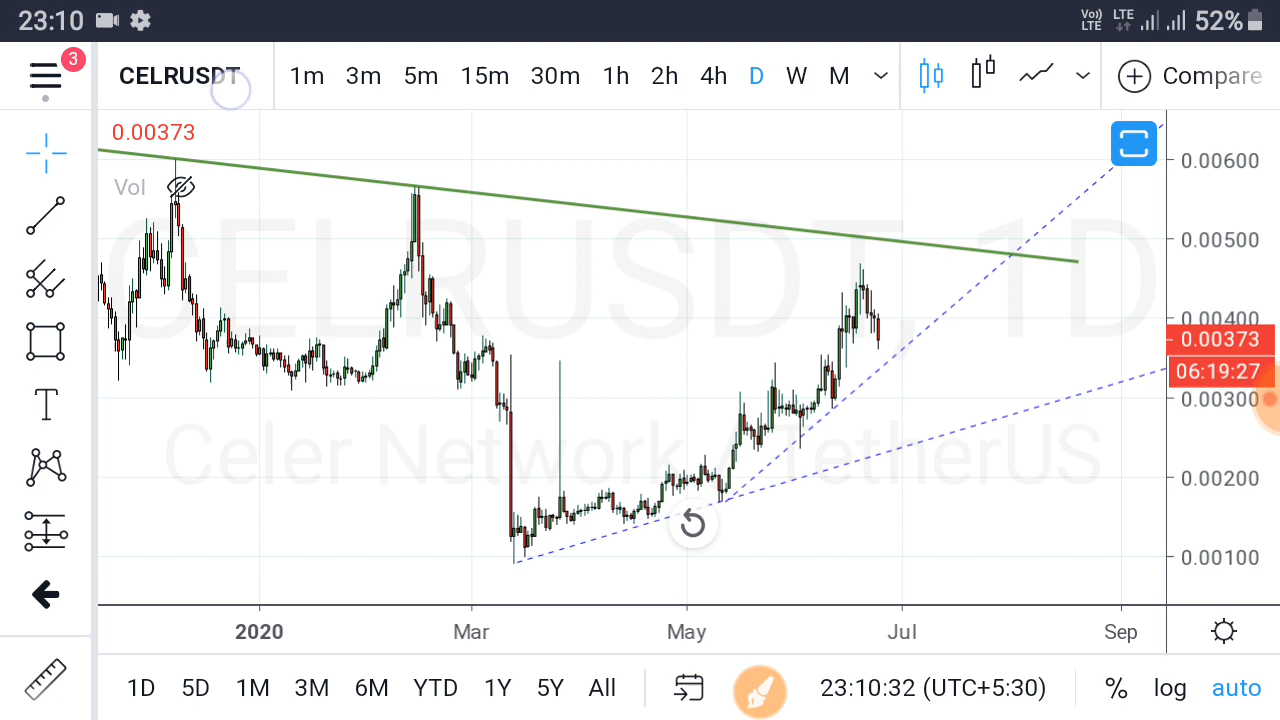 23:10 Vo)) LTE LTE 52%
3 CELRUSDT 1m 3m 5m 15m 30m 1h 2h 4h D W M Compare
0.00373
Vol
CELRUSDT, 1D
Celer Network / TetherUS
0.00600
0.00500
0.00400
0.00373
06:19:27
0.00300
0.00200
0.00100
T
2020 Mar May Jul Sep
1D 5D 1M 3M 6M YTD 1Y 5Y All 23:10:32 (UTC+5:30) % log auto